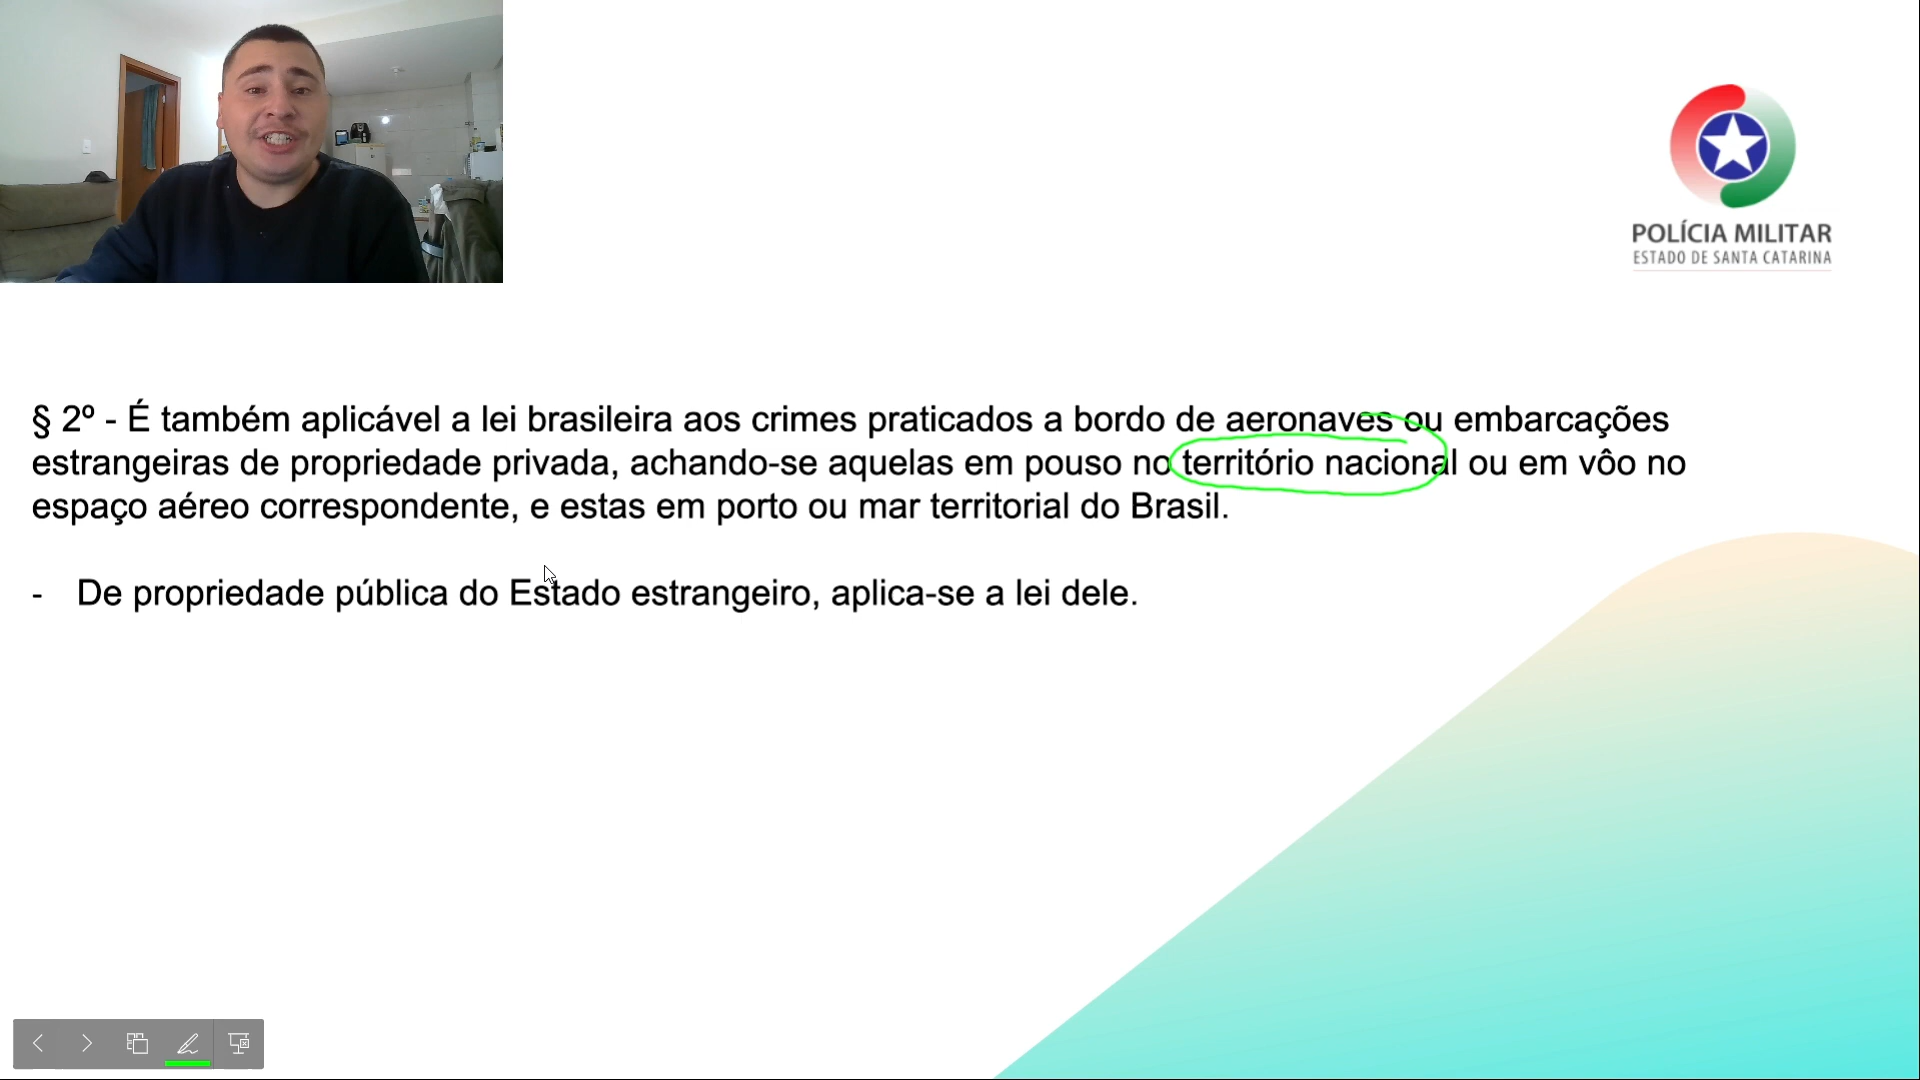 POLÍCIA MILITAR
ESTADO DE SANTA CATARINA
§ 2º - É também aplicável a lei brasileira aos crimes praticados a bordo de aeronaves ou embarcações
estrangeiras de propriedade privada, achando-se aquelas em pouso no território nacional ou em vôo no
espaço aéreo correspondente, e estas em porto ou mar territorial do Brasil.
- De propriedade pública do Estado estrangeiro, aplica-se a lei dele.